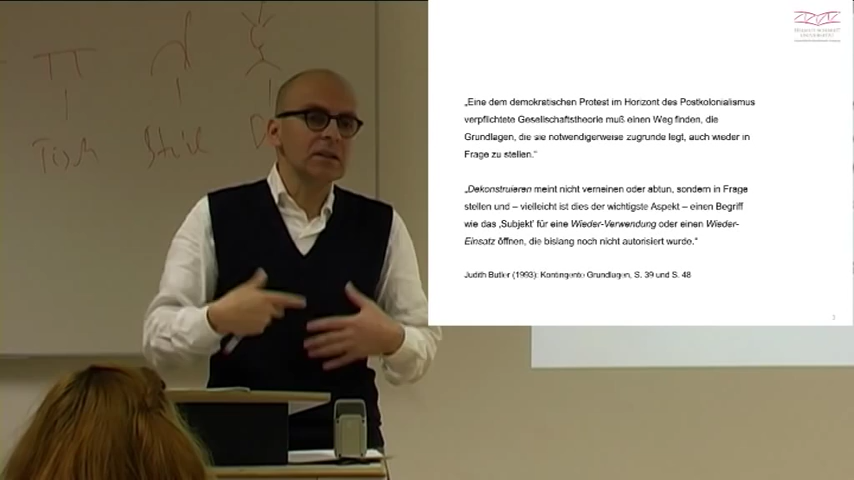 Tisch
Stuhl
„Eine dem demokratischen Protest im Horizont des Postkolonialismus
verpflichtete Gesellschaftstheorie muß einen Weg finden, die
Grundlagen, die sie notwendigerweise zugrunde legt, auch wieder in
Frage zu stellen.“
„Dekonstruieren meint nicht verneinen oder abtun, sondern in Frage
stellen und – vielleicht ist dies der wichtigste Aspekt – einen Begriff
wie das ‚Subjekt‘ für eine Wieder-Verwendung oder einen Wieder-
Einsatz öffnen, die bislang noch nicht autorisiert wurde.“
Judith Butler (1993): Kontingente Grundlagen, S. 39 und S. 48
3